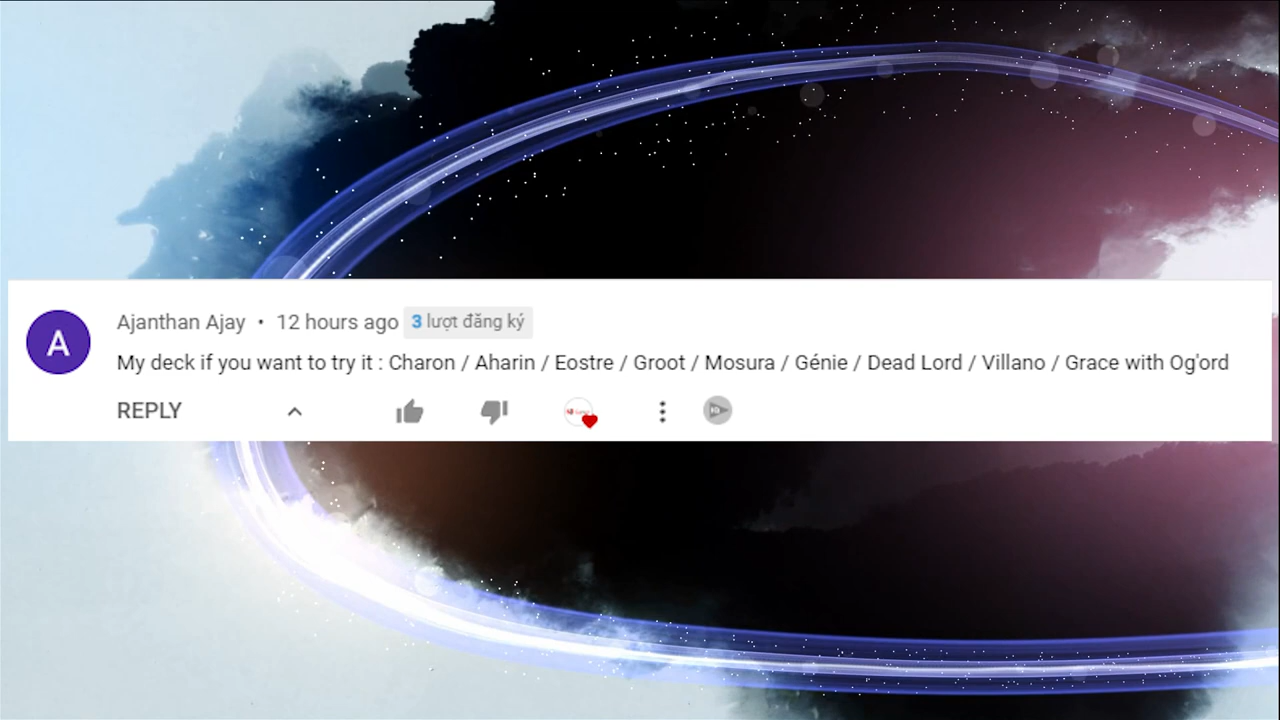 A
Ajanthan Ajay • 12 hours ago 3 lượt đăng ký
My deck if you want to try it : Charon / Aharin / Eostre / Groot / Mosura / Génie / Dead Lord / Villano / Grace with Og'ord
REPLY